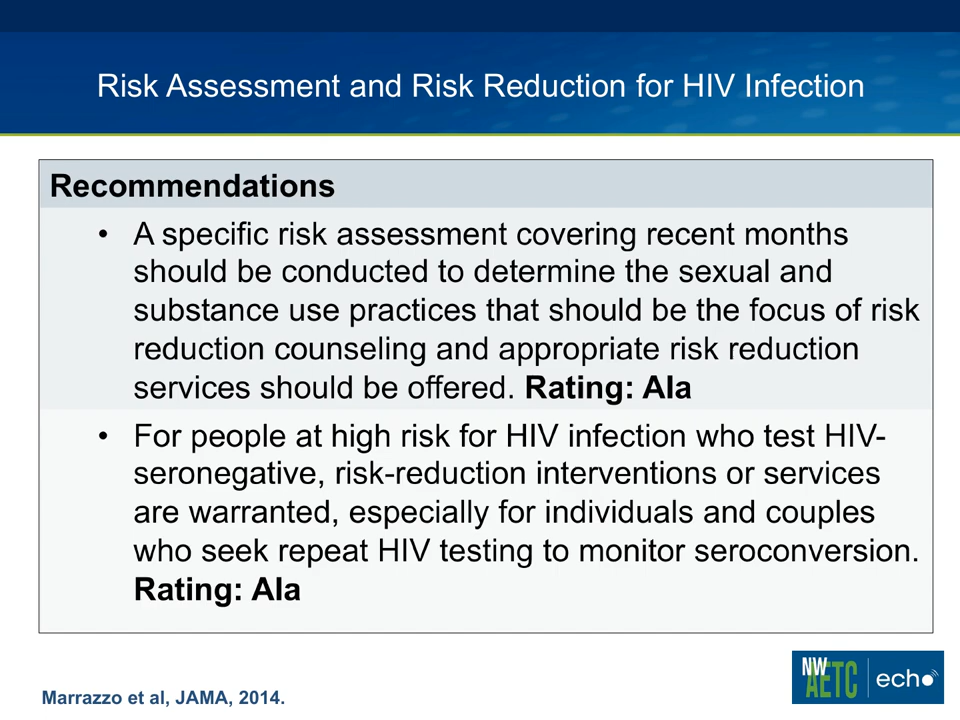 Risk Assessment and Risk Reduction for HIV Infection
Recommendations
• A specific risk assessment covering recent months
should be conducted to determine the sexual and
substance use practices that should be the focus of risk
reduction counseling and appropriate risk reduction
services should be offered. Rating: AIa
• For people at high risk for HIV infection who test HIV-
seronegative, risk-reduction interventions or services
are warranted, especially for individuals and couples
who seek repeat HIV testing to monitor seroconversion.
Rating: AIa
NW
AETC echo
Marrazzo et al, JAMA, 2014.